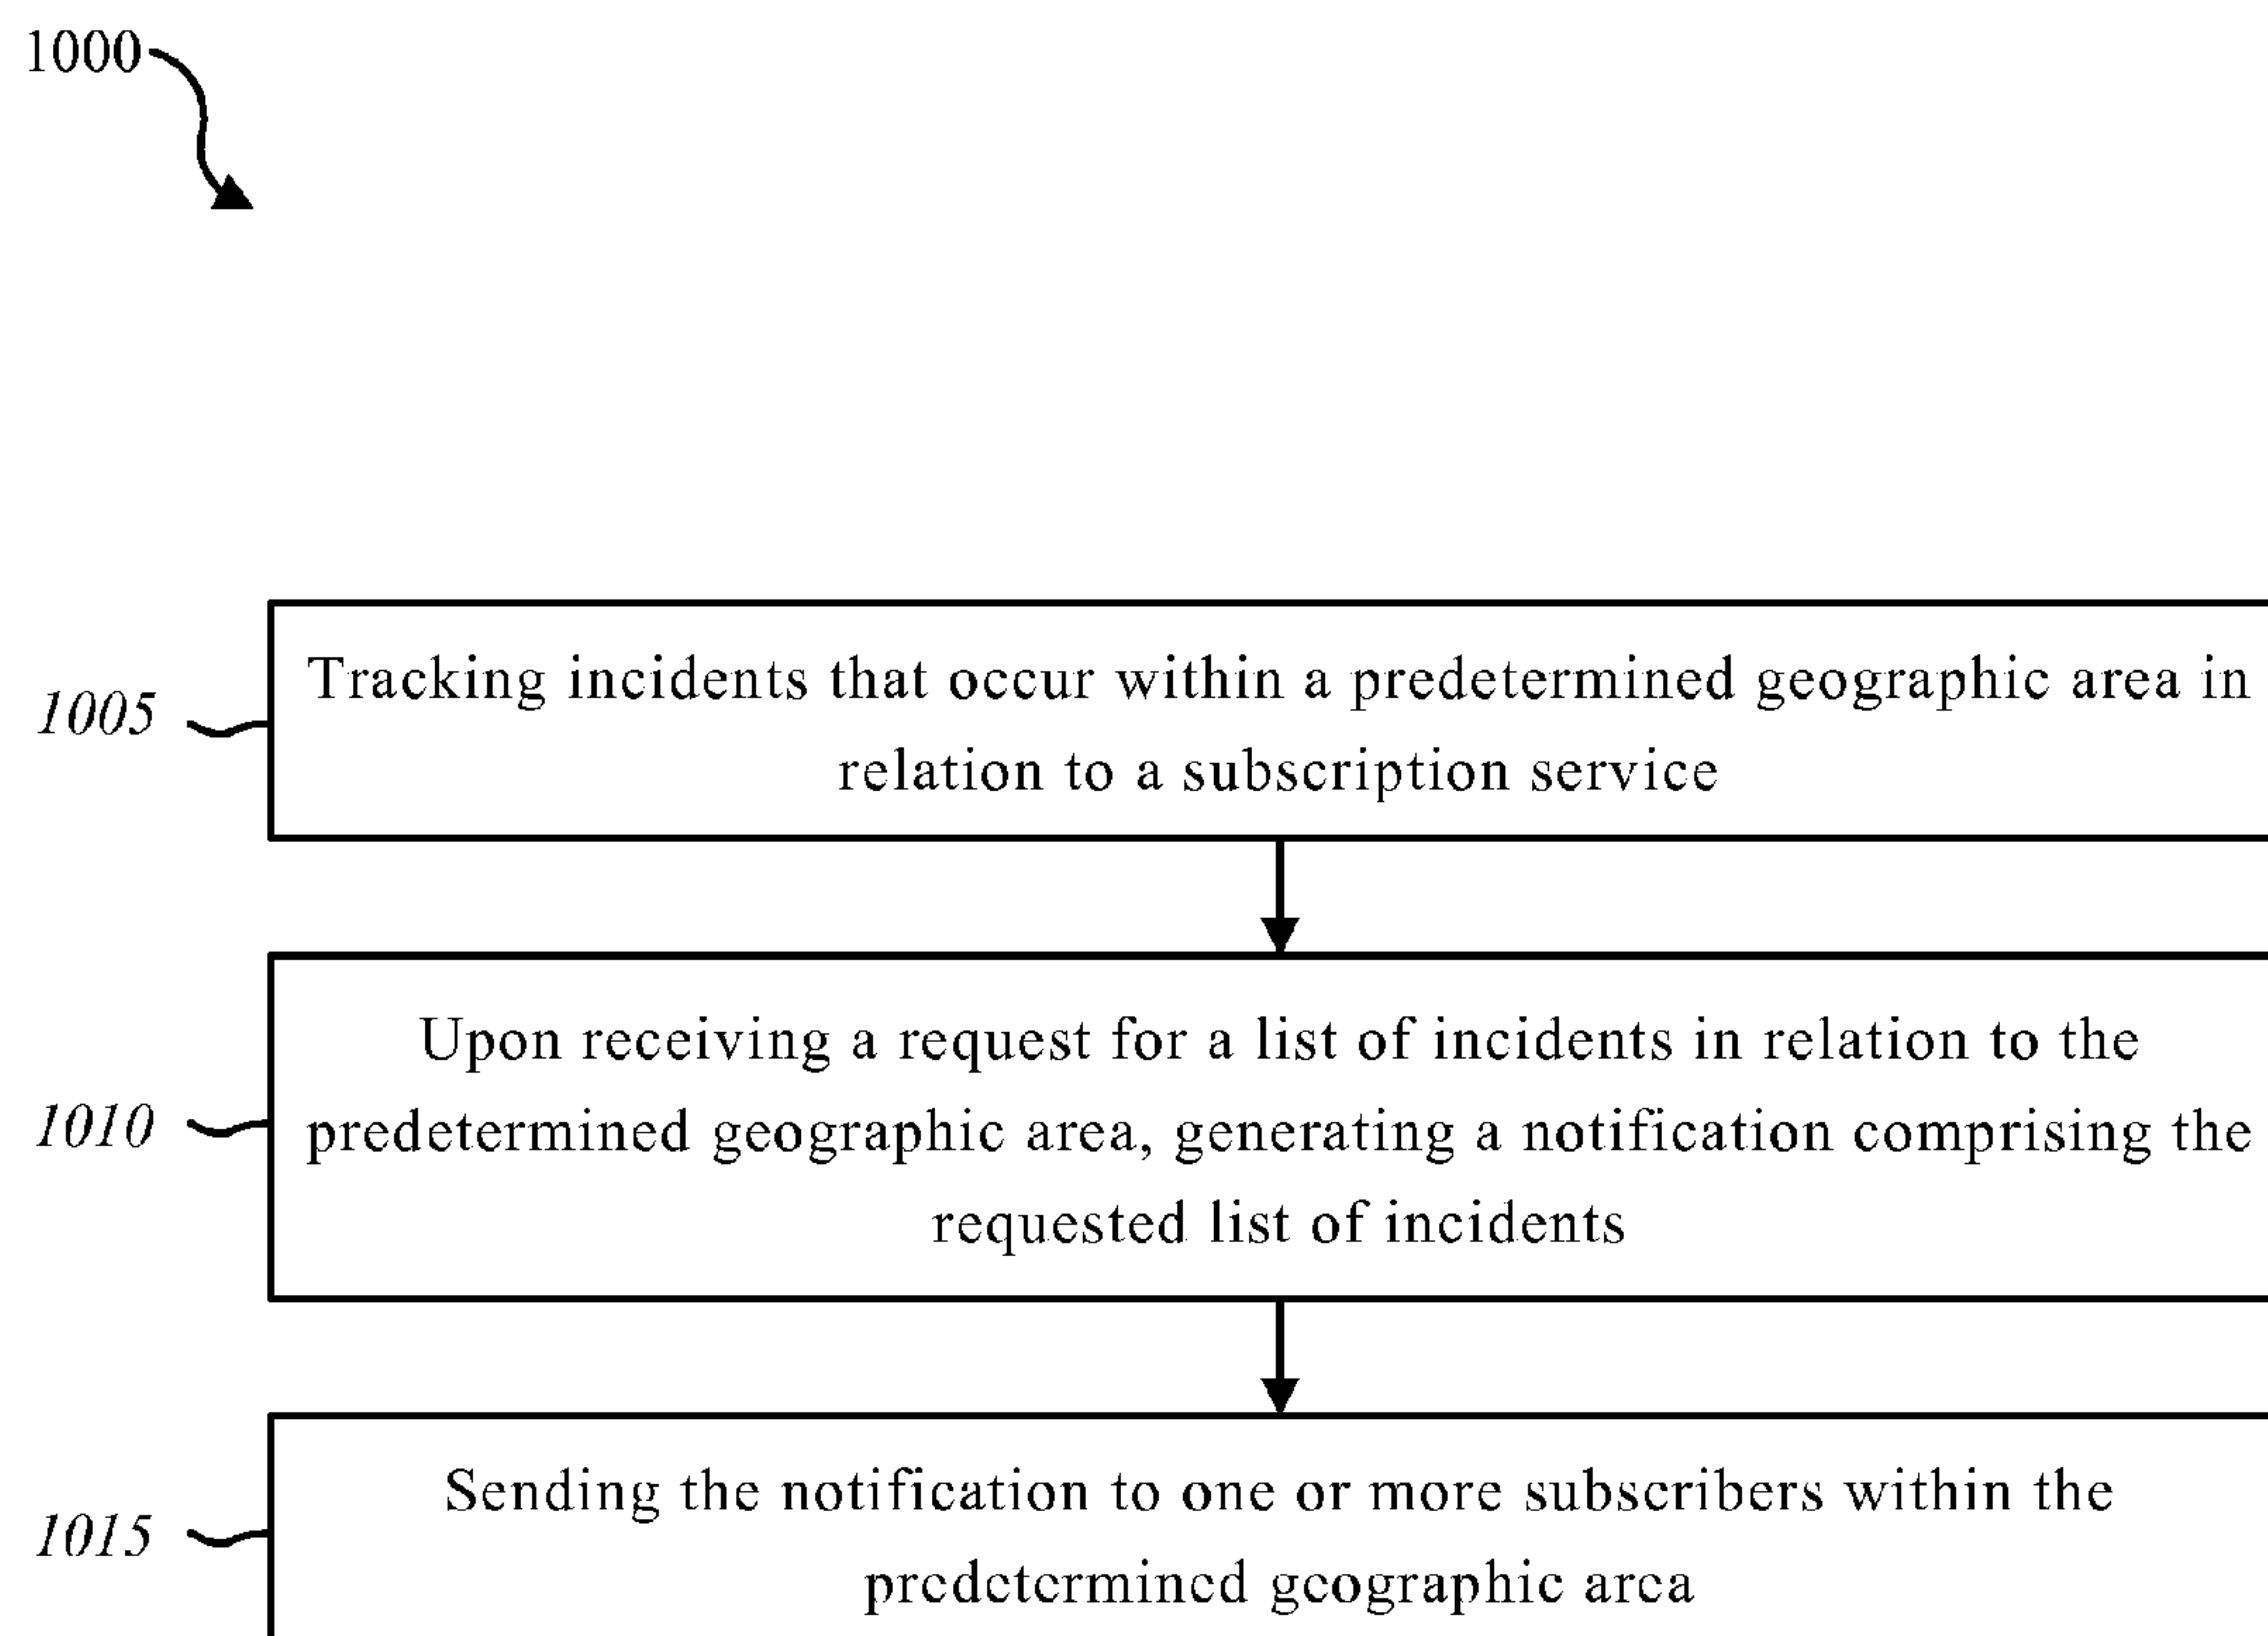 1000
1005
Tracking incidents that occur within a predetermined geographic area in
relation to a subscription service
1010
Upon receiving a request for a list of incidents in relation to the
predetermined geographic area, generating a notification comprising the
requested list of incidents
1015
Sending the notification to one or more subscribers within the
predetermined geographic area